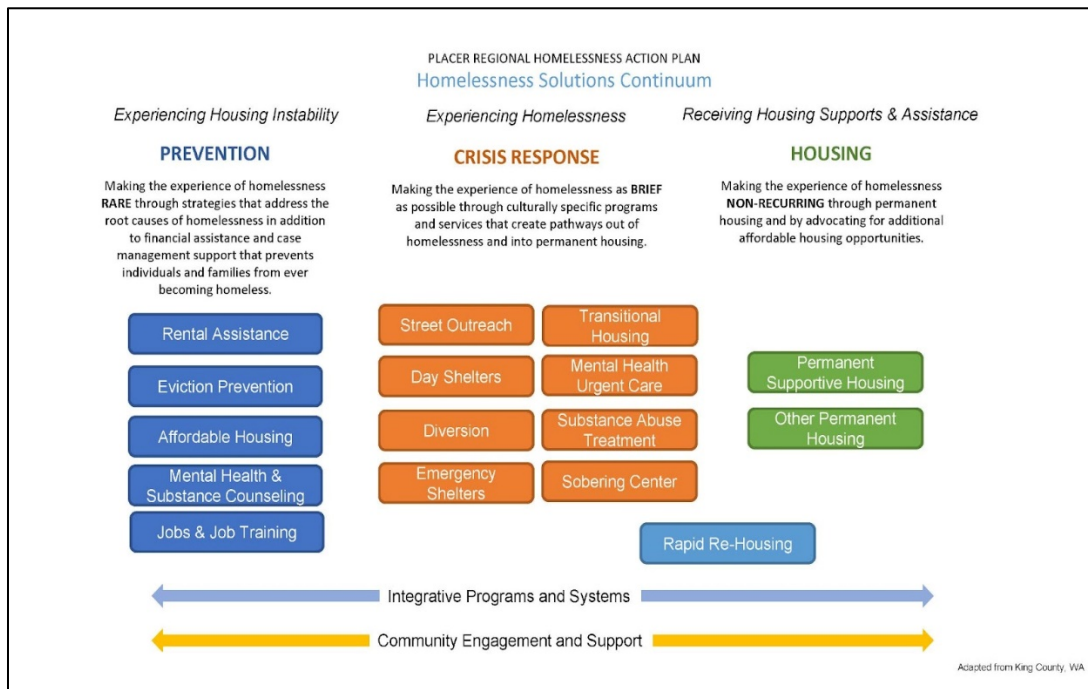 PLACER REGIONAL HOMELESSNESS ACTION PLAN
Homelessness Solutions Continuum
Experiencing Housing Instability
PREVENTION
Making the experience of homelessness
RARE through strategies that address the
root causes of homelessness in addition
to financial assistance and case
management support that prevents
individuals and families from ever
becoming homeless.
Rental Assistance
Eviction Prevention
Affordable Housing
Mental Health &
Substance Counseling
Jobs & Job Training
Experiencing Homelessness
CRISIS RESPONSE
Making the experience of homelessness as BRIEF
as possible through culturally specific programs
and services that create pathways out of
homelessness and into permanent housing.
Street Outreach
Day Shelters
Diversion
Emergency
Shelters
Transitional
Housing
Mental Health
Urgent Care
Substance Abuse
Treatment
Sobering Center
Receiving Housing Supports & Assistance
HOUSING
Making the experience of homelessness
NON-RECURRING through permanent
housing and by advocating for additional
affordable housing opportunities.
Permanent
Supportive Housing
Other Permanent
Housing
Rapid Re-Housing
Integrative Programs and Systems
Community Engagement and Support
Adapted from King County, WA